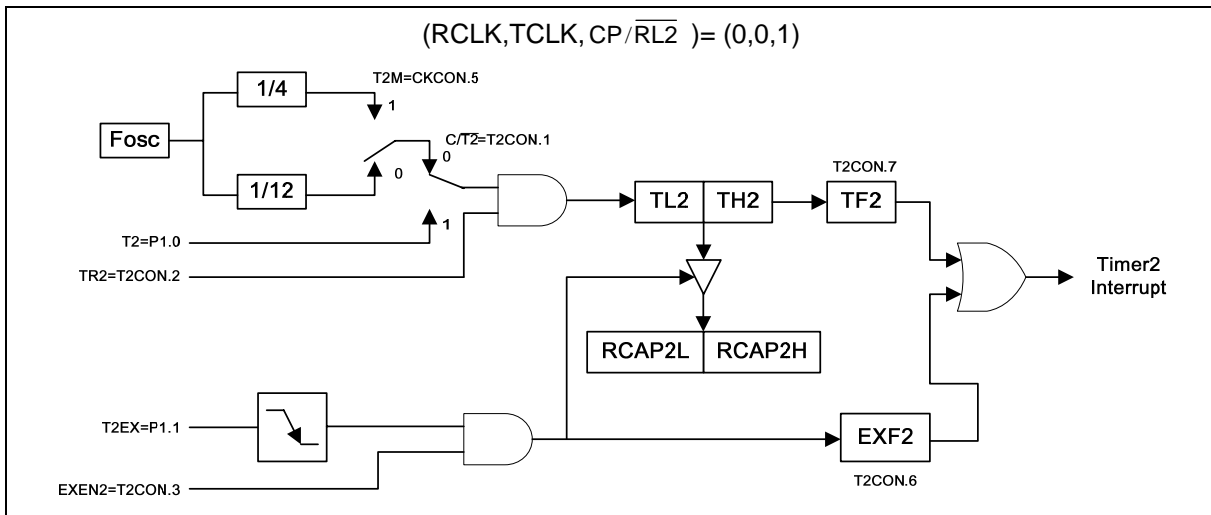 (RCLK,TCLK, CP/R̅L̅2̅ )= (0,0,1)
T2M=CKCON.5
1/4
1
Fosc
C/T̅2̅=T2CON.1
0
0
1/12
1
T2=P1.0
TR2=T2CON.2
TL2
TH2
T2CON.7
TF2
Timer2
Interrupt
RCAP2L
RCAP2H
T2EX=P1.1
EXF2
EXEN2=T2CON.3
T2CON.6